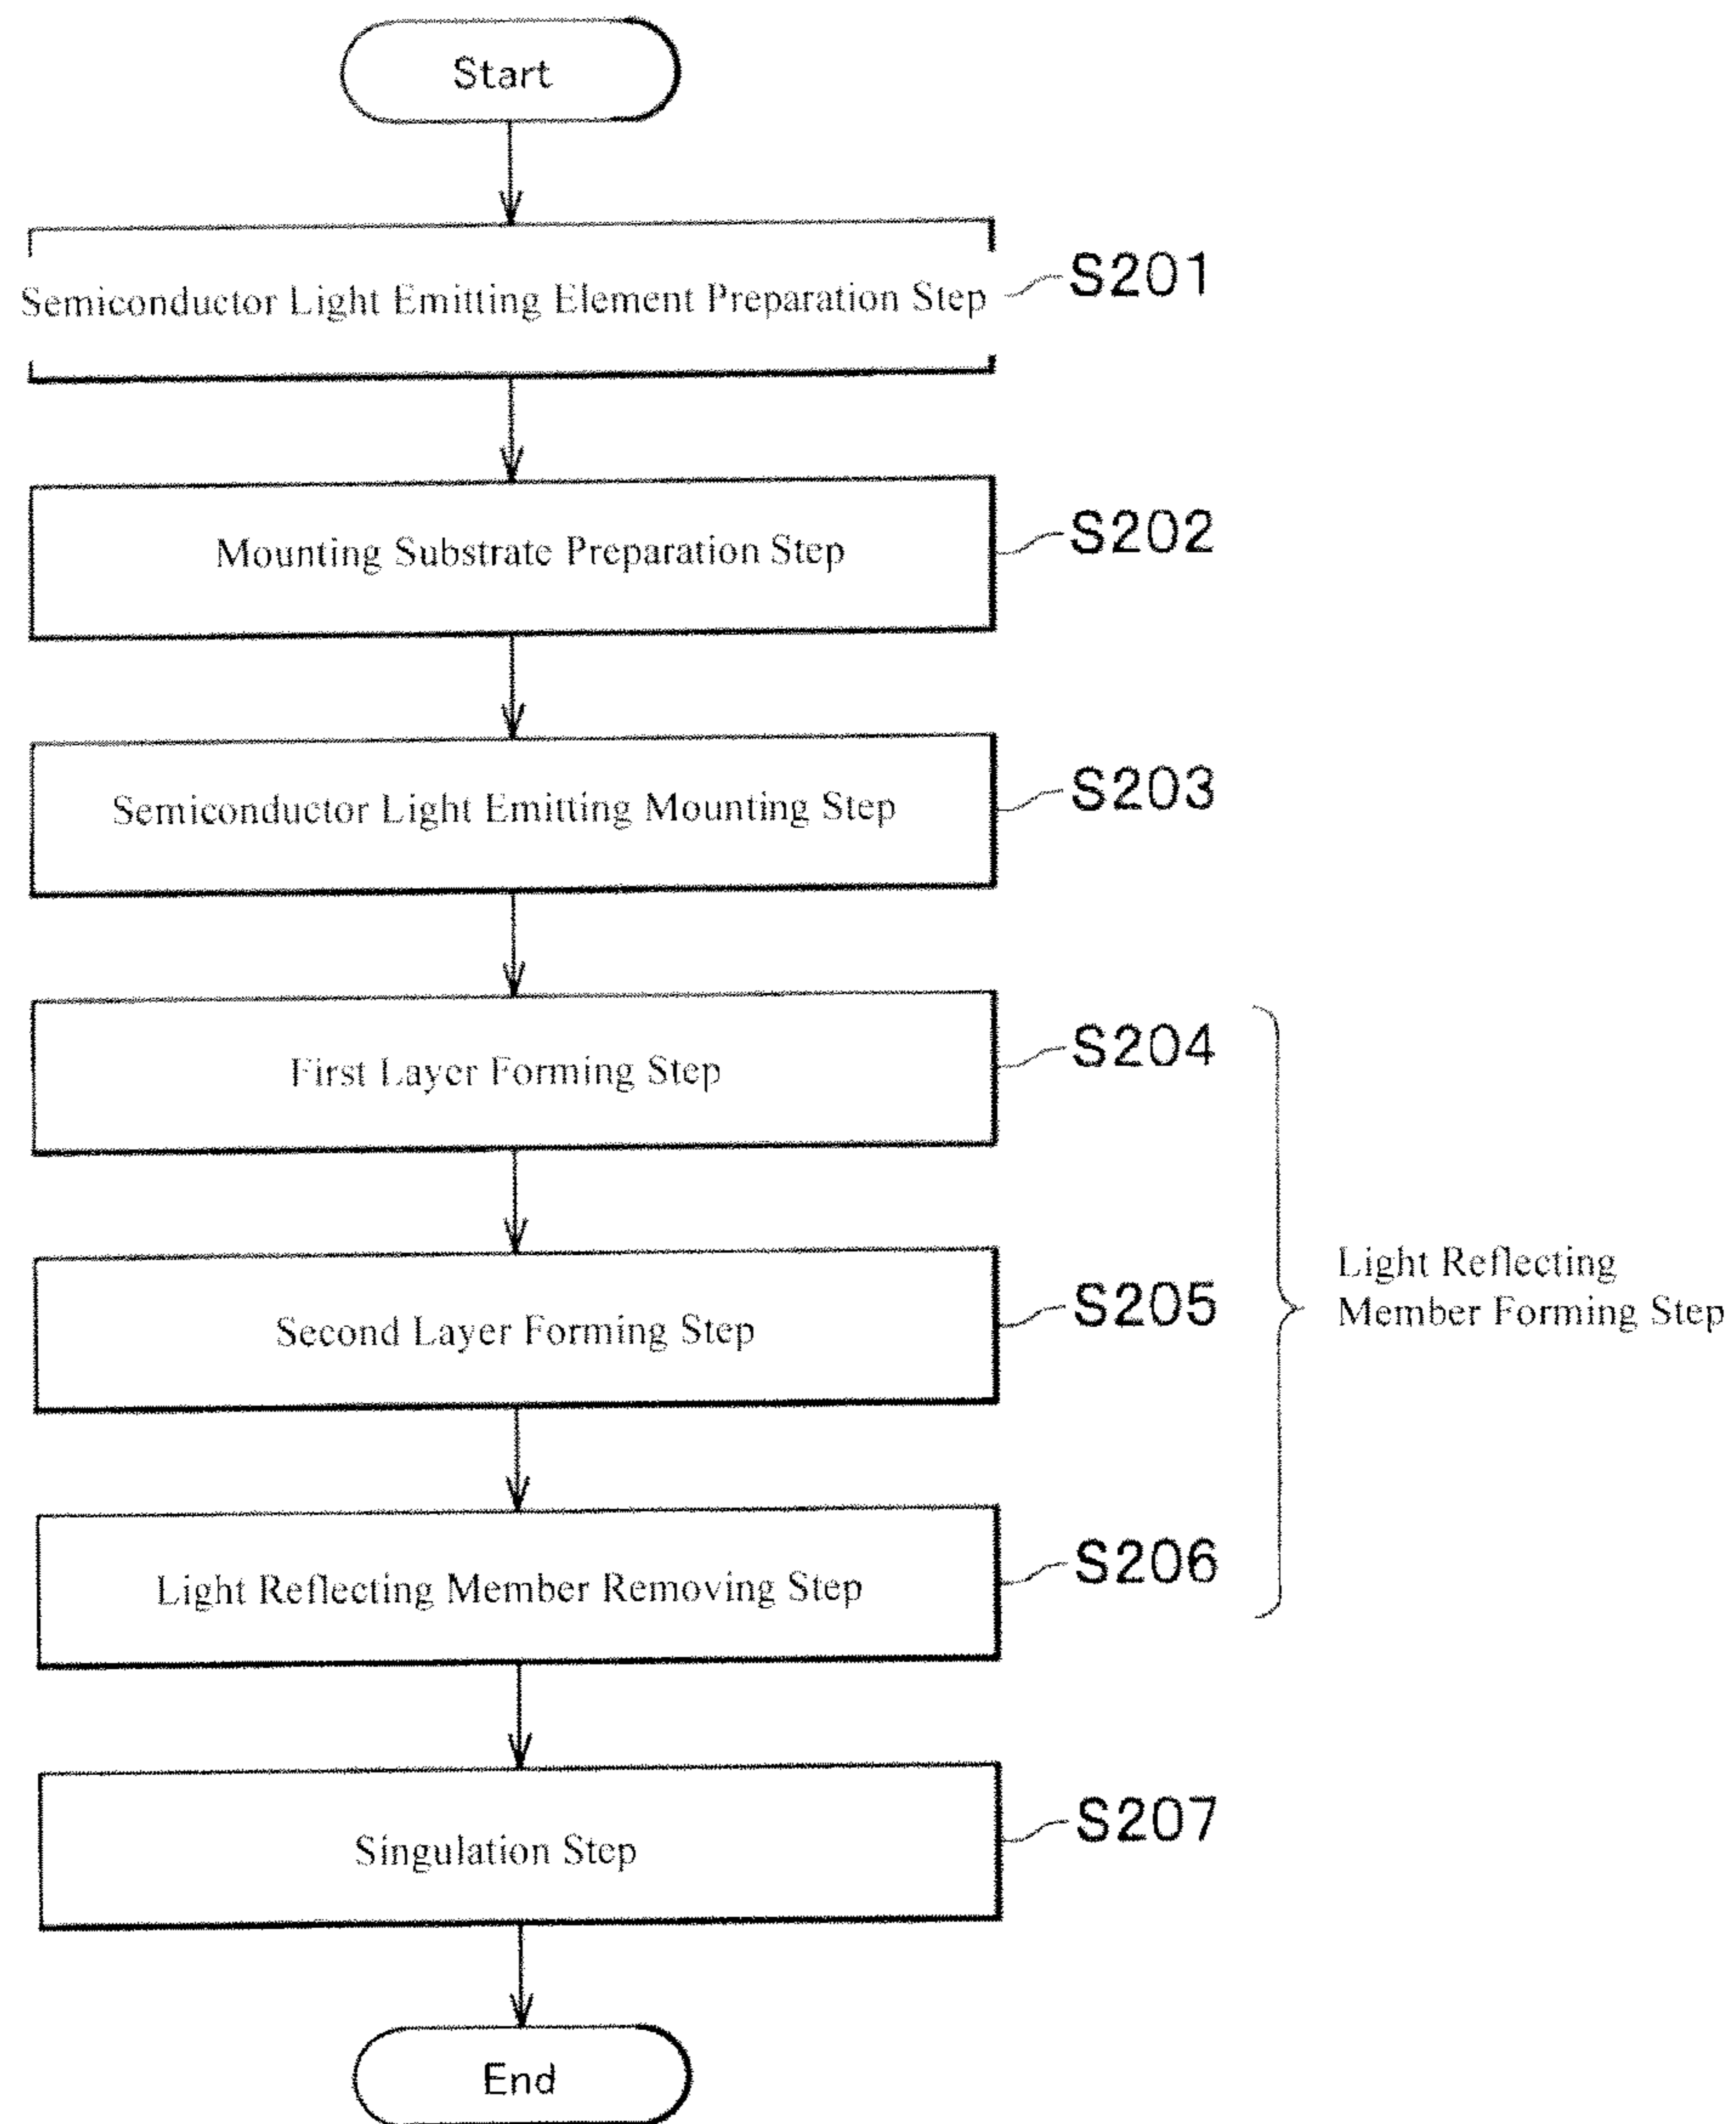 Start
Semiconductor Light Emitting Element Preparation Step
S201
Mounting Substrate Preparation Step
S202
Semiconductor Light Emitting Mounting Step
S203
First Layer Forming Step
S204
Second Layer Forming Step
S205
Light Reflecting
Member Forming Step
Light Reflecting Member Removing Step
S206
Singulation Step
S207
End